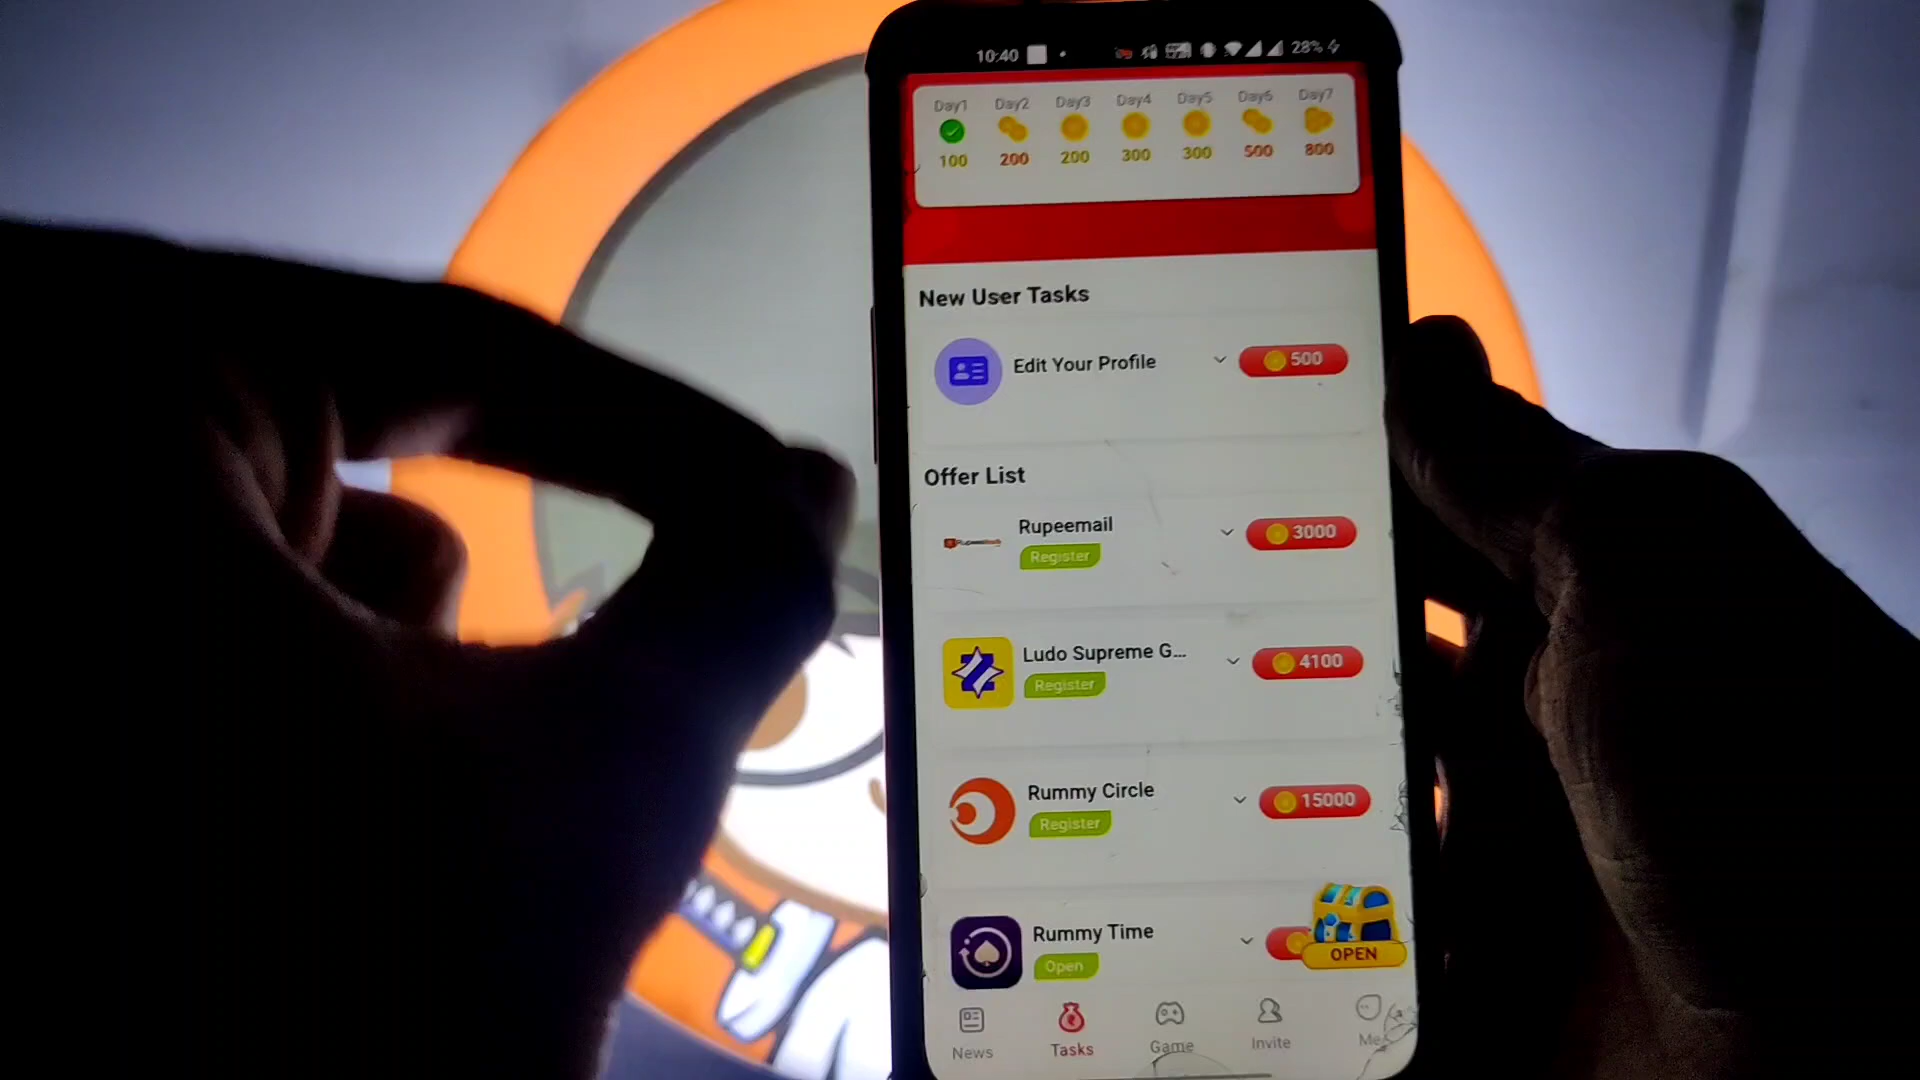 10:40 28%
Day1 Day2 Day3 Day4 Day5 Day6 Day7
100 200 200 300 300 500 800
New User Tasks
Edit Your Profile 500
Offer List
Rupeemail 3000
Register
Ludo Supreme G... 4100
Register
Rummy Circle 15000
Register
Rummy Time
Open
OPEN
News Tasks Game Invite Me